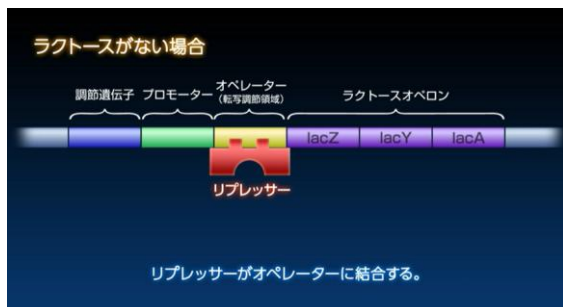 ラクトースがない場合
調節遺伝子 プロモーター オペレーター ラクトースオペロン
(転写調節領域)
lacZ lacY lacA
リプレッサー
リプレッサーがオペレーターに結合する。